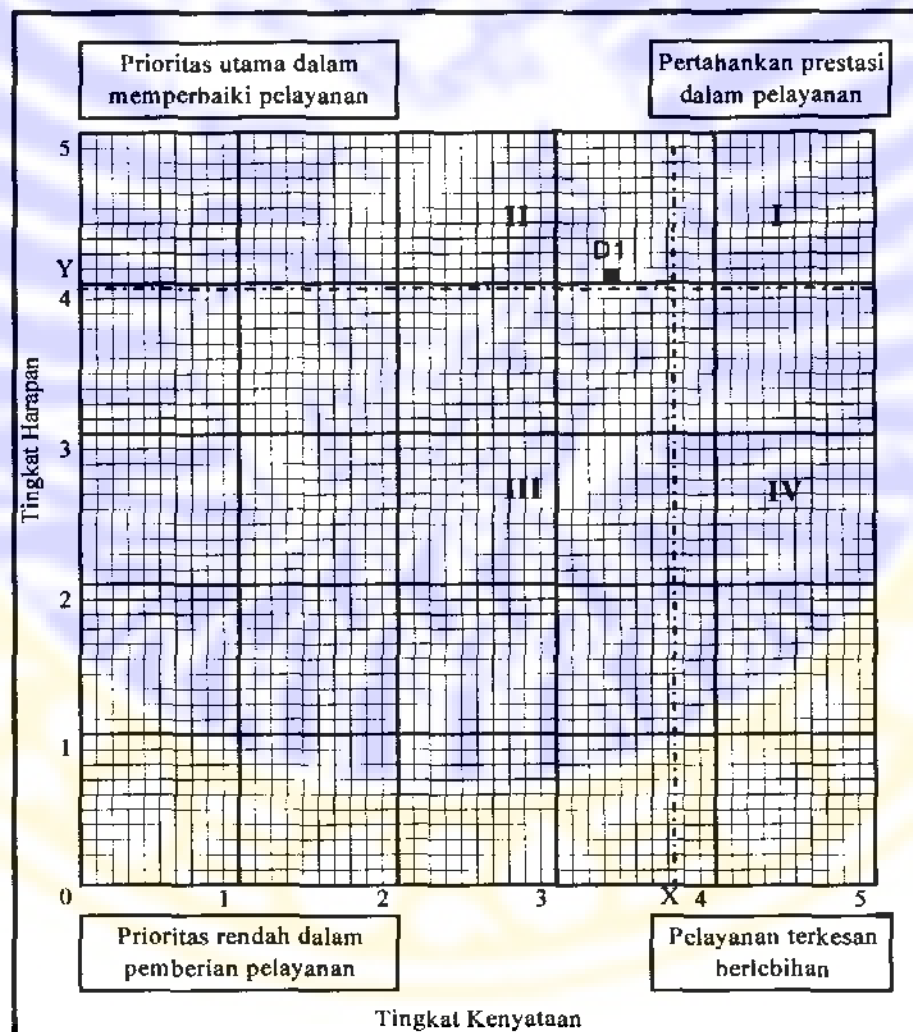 Prioritas utama dalam
memperbaiki pelayanan
Pertahankan prestasi
dalam pelayanan
5
II
I
D1
Y
4
Tingkat Harapan
3
III
IV
2
1
0
1
2
3
X
4
5
Prioritas rendah dalam
pemberian pelayanan
Pelayanan terkesan
berlebihan
Tingkat Kenyataan